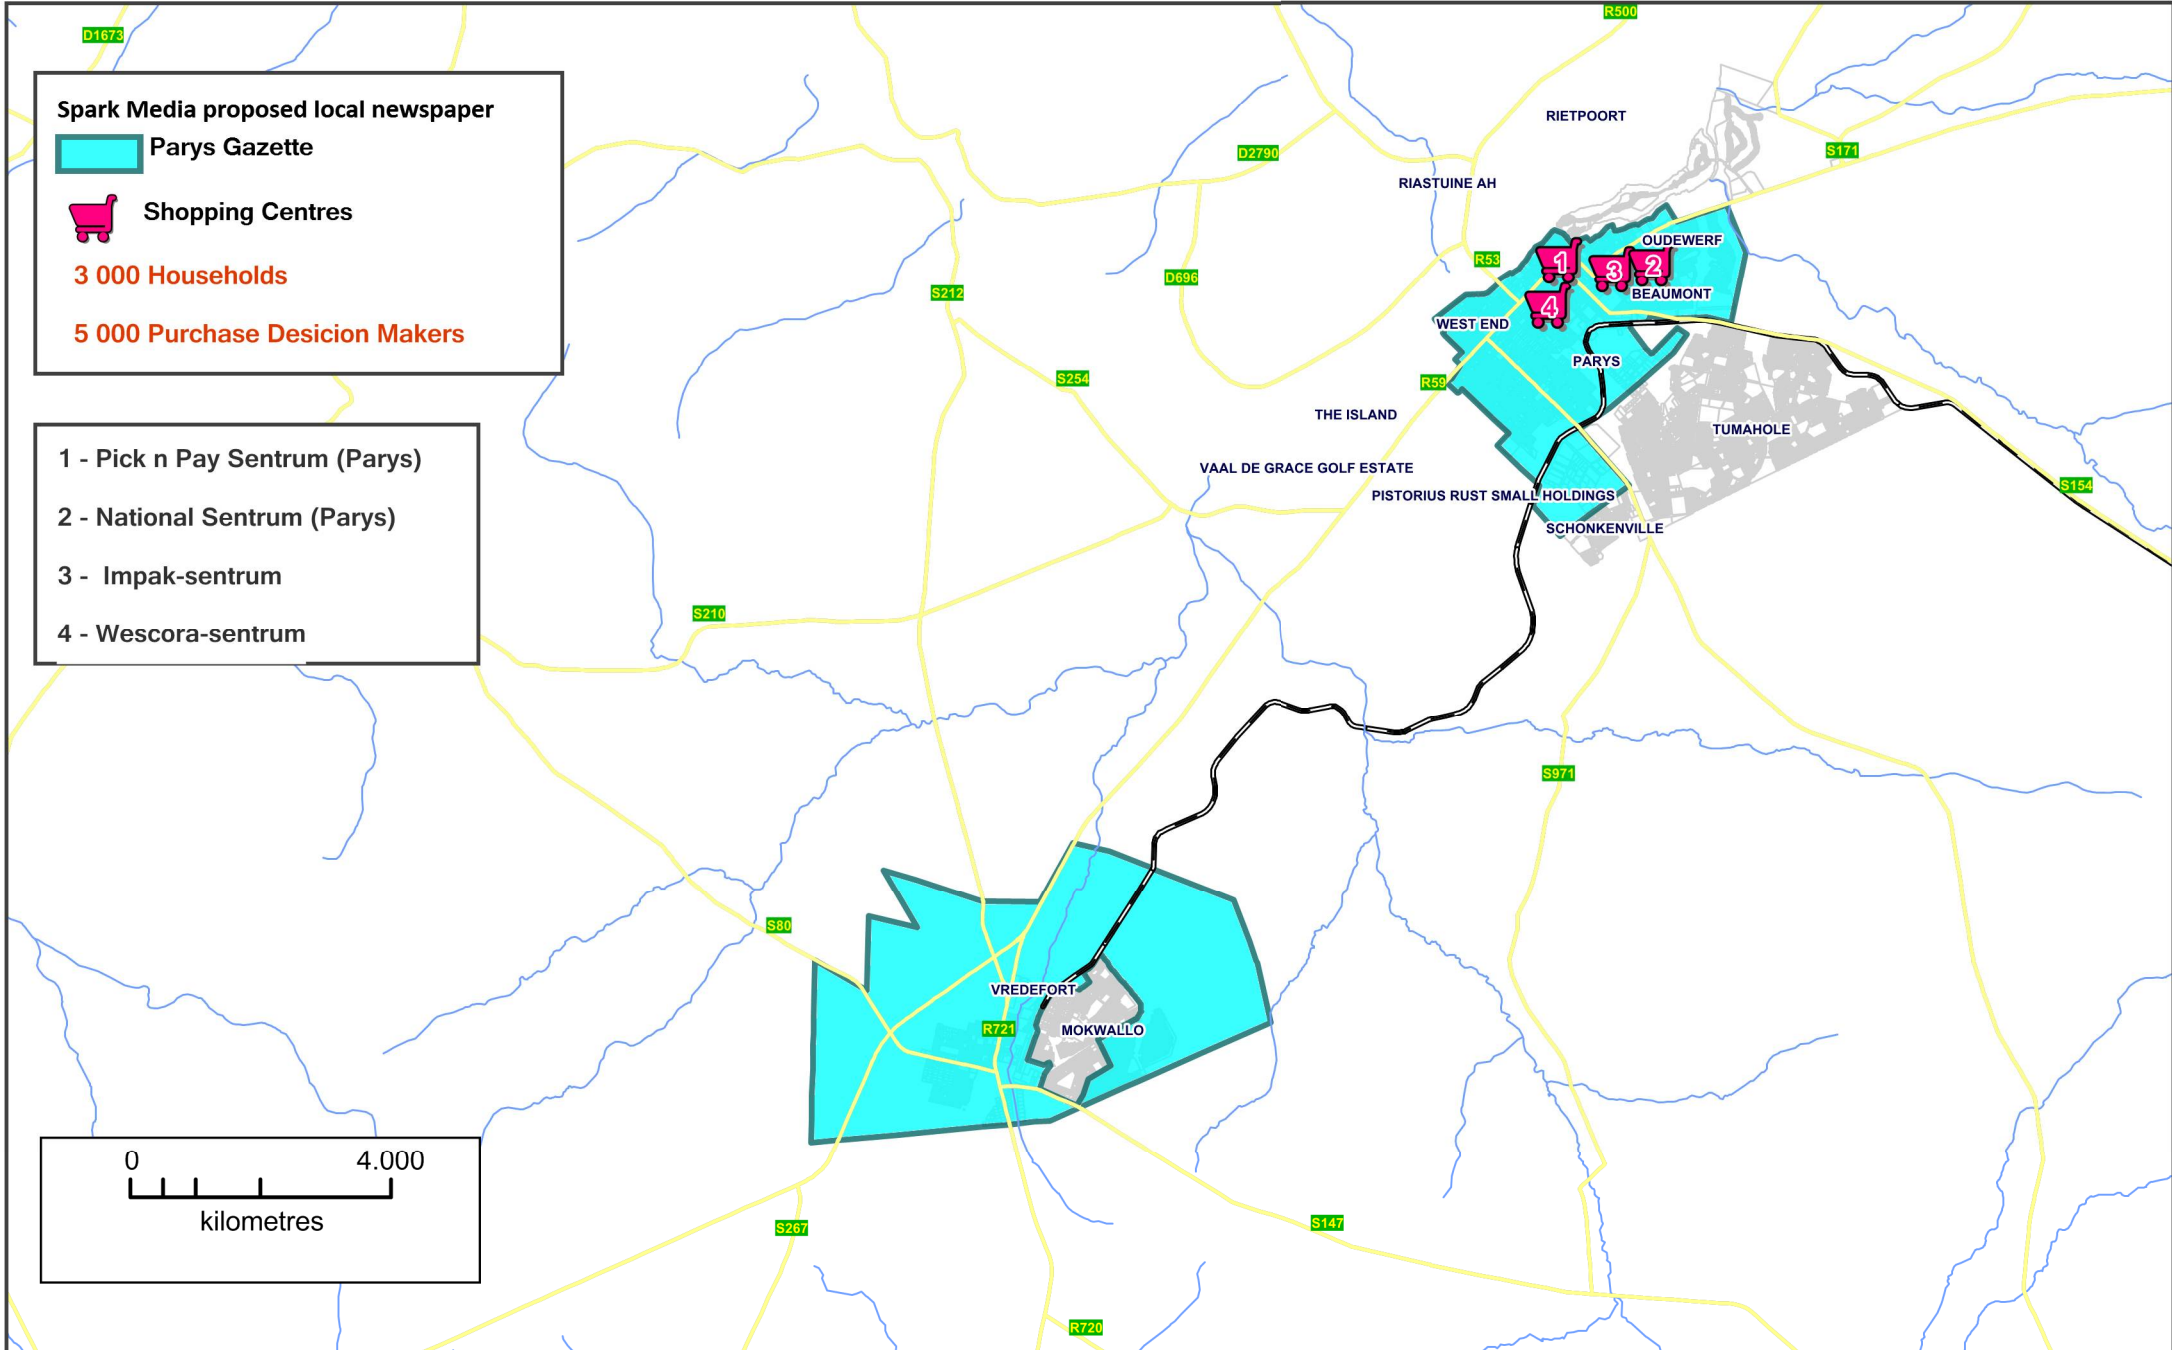 R500
D1673
Spark Media proposed local newspaper
Parys Gazette
Shopping Centres
3 000 Households
5 000 Purchase Desicion Makers
1 - Pick n Pay Sentrum (Parys)
2 - National Sentrum (Parys)
3 - Impak-sentrum
4 - Wescora-sentrum
RIETPOORT
D2790
S171
RIASTUINE AH
OUDEWERF
R53
1
3
2
D696
S212
BEAUMONT
4
WEST END
PARYS
S254
R59
THE ISLAND
TUMAHOLE
VAAL DE GRACE GOLF ESTATE
S154
PISTORIUS RUST SMALL HOLDINGS
SCHONKENVILLE
S210
S971
S80
VREDEFORT
R721
MOKWALLO
0 4.000
kilometres
S267
S147
R720